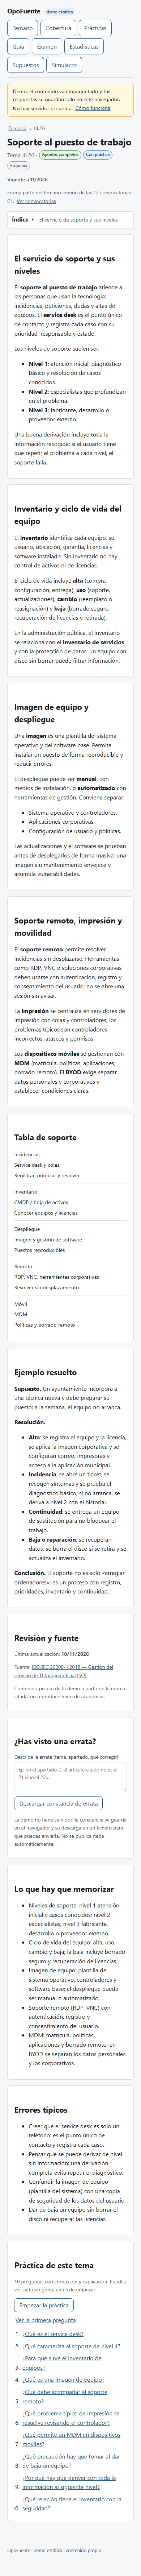 OpoFuente demo estática
Temario Cobertura Prácticas
Guía Examen Estadísticas
Supuestos Simulacro
Demo: el contenido va empaquetado y tus
respuestas se guardan solo en este navegador.
No hay servidor ni cuenta. Cómo funciona
Temario › III.26
Soporte al puesto de trabajo
Tema III.26 · Apuntes completos Con práctica
Esquema
Vigente a 11/2026
Forma parte del temario común de las 12 convocatorias
C1. Ver convocatorias
Índice ▾ · El servicio de soporte y sus niveles
El servicio de soporte y sus
niveles
El soporte al puesto de trabajo atiende a
las personas que usan la tecnología:
incidencias, peticiones, dudas y altas de
equipos. El service desk es el punto único
de contacto y registra cada caso con su
prioridad, responsable y estado.
Los niveles de soporte suelen ser:
• Nivel 1: atención inicial, diagnóstico
básico y resolución de casos
conocidos.
• Nivel 2: especialistas que profundizan
en el problema.
• Nivel 3: fabricante, desarrollo o
proveedor externo.
Una buena derivación incluye toda la
información recogida; si el usuario tiene
que repetir el problema a cada nivel, el
soporte falla.
Inventario y ciclo de vida del
equipo
El inventario identifica cada equipo, su
usuario, ubicación, garantía, licencias y
software instalado. Sin inventario no hay
control de activos ni de licencias.
El ciclo de vida incluye alta (compra,
configuración, entrega), uso (soporte,
actualizaciones), cambio (reemplazo o
reasignación) y baja (borrado seguro,
recuperación de licencias y retirada).
En la administración pública, el inventario
se relaciona con el inventario de servicios
y con la protección de datos: un equipo con
disco sin borrar puede filtrar información.
Imagen de equipo y
despliegue
Una imagen es una plantilla del sistema
operativo y del software base. Permite
instalar un puesto de forma reproducible y
reducir errores.
El despliegue puede ser manual, con
medios de instalación, o automatizado con
herramientas de gestión. Conviene separar:
• Sistema operativo y controladores.
• Aplicaciones corporativas.
• Configuración de usuario y políticas.
Las actualizaciones y el software se prueban
antes de desplegarlos de forma masiva; una
imagen sin mantenimiento envejece y
acumula vulnerabilidades.
Soporte remoto, impresión y
movilidad
El soporte remoto permite resolver
incidencias sin desplazarse. Herramientas
como RDP, VNC o soluciones corporativas
deben usarse con autenticación, registro y
consentimiento del usuario; no se abre una
sesión sin avisar.
La impresión se centraliza en servidores de
impresión con colas y controladores; los
problemas típicos son controladores
incorrectos, atascos y permisos.
Los dispositivos móviles se gestionan con
MDM (matrícula, políticas, aplicaciones,
borrado remoto). El BYOD exige separar
datos personales y corporativos y
establecer condiciones claras.
Tabla de soporte
Incidencias
Service desk y colas
Registrar, priorizar y resolver
Inventario
CMDB / hoja de activos
Conocer equipos y licencias
Despliegue
Imagen y gestión de software
Puestos reproducibles
Remoto
RDP, VNC, herramientas corporativas
Resolver sin desplazamiento
Móvil
MDM
Políticas y borrado remoto
Ejemplo resuelto
Supuesto. Un ayuntamiento incorpora a
una técnica nueva y debe preparar su
puesto; a la semana, el equipo no arranca.
Resolución.
• Alta: se registra el equipo y la licencia,
se aplica la imagen corporativa y se
configuran correo, impresoras y
acceso a la aplicación municipal.
• Incidencia: se abre un ticket, se
recogen síntomas y se prueba el
diagnóstico básico; si no arranca, se
deriva a nivel 2 con el historial.
• Continuidad: se entrega un equipo
de sustitución para no bloquear el
trabajo.
• Baja o reparación: se recuperan
datos, se borra el disco si se retira y se
actualiza el inventario.
Conclusión. El soporte no es solo «arreglar
ordenadores»: es un proceso con registro,
prioridades, inventario y continuidad.
Revisión y fuente
Última actualización: 10/11/2026
Fuente: ISO/IEC 20000-1:2018 — Gestión del
servicio de TI (página oficial ISO)
Contenido propio de la demo a partir de la norma
citada: no reproduce texto de academias.
¿Has visto una errata?
Describe la errata (tema, apartado, qué corregir)
Ej.: en el apartado 2, el artículo citado no es el
21 sino el 22…
Descargar constancia de errata
La demo no tiene servidor: la constancia se guarda
en el navegador y se descarga en un fichero para
que puedas enviarla. No se publica nada
automáticamente.
Lo que hay que memorizar
• Niveles de soporte: nivel 1 atención
inicial y casos conocidos; nivel 2
especialistas; nivel 3 fabricante,
desarrollo o proveedor externo.
• Ciclo de vida del equipo: alta, uso,
cambio y baja; la baja incluye borrado
seguro y recuperación de licencias.
• Imagen de equipo: plantilla de
sistema operativo, controladores y
software base; el despliegue puede
ser manual o automatizado.
• Soporte remoto (RDP, VNC) con
autenticación, registro y
consentimiento del usuario.
• MDM: matrícula, políticas,
aplicaciones y borrado remoto; en
BYOD se separan los datos personales
y los corporativos.
Errores típicos
• Creer que el service desk es solo un
teléfono: es el punto único de
contacto y registra cada caso.
• Pensar que se puede derivar de nivel
sin información: una derivación
completa evita repetir el diagnóstico.
• Confundir la imagen de equipo
(plantilla del sistema) con una copia
de seguridad de los datos del usuario.
• Dar de baja un equipo sin borrar el
disco ni recuperar las licencias.
Práctica de este tema
10 preguntas con corrección y explicación. Puedes
ver cada pregunta antes de empezar.
Empezar la práctica
Ver la primera pregunta
1. ¿Qué es el service desk?
2. ¿Qué caracteriza al soporte de nivel 1?
3. ¿Para qué sirve el inventario de
equipos?
4. ¿Qué es una imagen de equipo?
5. ¿Qué debe acompañar al soporte
remoto?
6. ¿Qué problema típico de impresión se
resuelve revisando el controlador?
7. ¿Qué permite un MDM en dispositivos
móviles?
8. ¿Qué precaución hay que tomar al dar
de baja un equipo?
9. ¿Por qué hay que derivar con toda la
información al siguiente nivel?
10. ¿Qué relación tiene el inventario con la
seguridad?
OpoFuente · demo estática · contenido propio